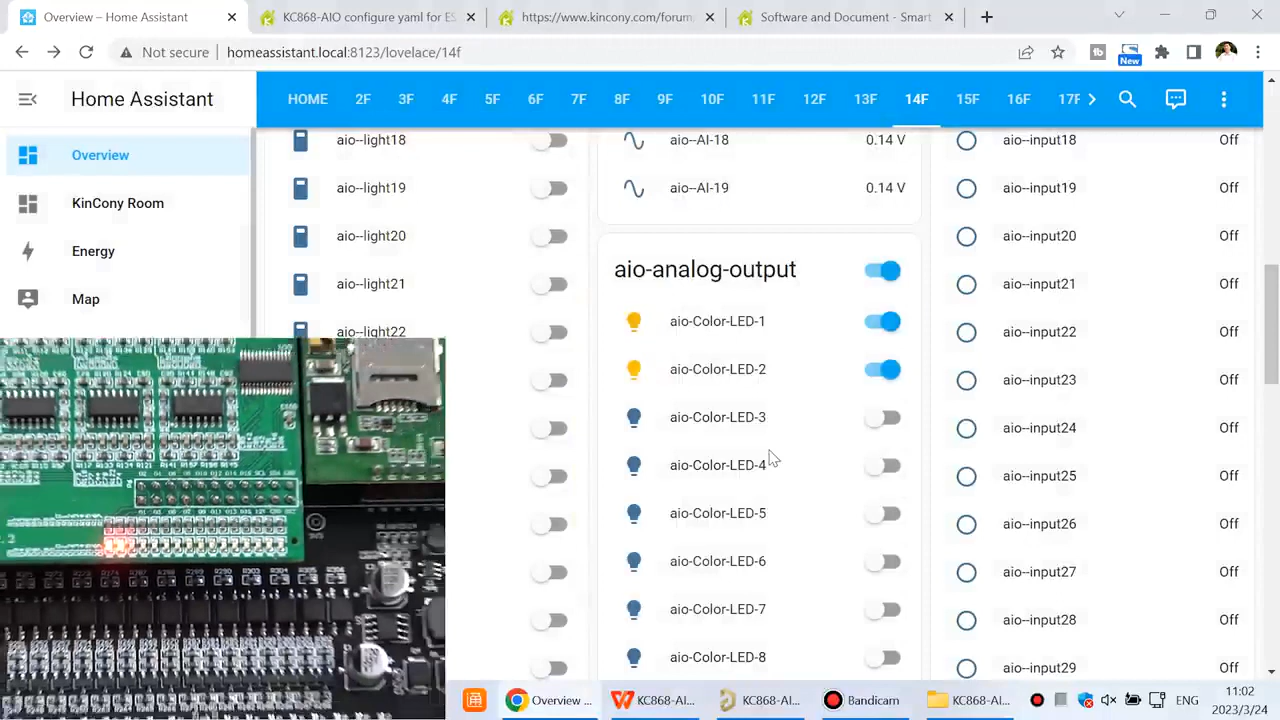 Overview – Home Assistant
KC868-AIO configure yaml for ES
https://www.kincony.com/forum
Software and Document - Smart
Not secure
homeassistant.local:8123/lovelace/14f
New
Home Assistant
HOME 2F 3F 4F 5F 6F 7F 8F 9F 10F 11F 12F 13F 14F 15F 16F 17F
Overview
KinCony Room
Energy
Map
aio--light18
aio--light19
aio--light20
aio--light21
aio--light22
aio--AI-18 0.14 V
aio--AI-19 0.14 V
aio-analog-output
aio-Color-LED-1
aio-Color-LED-2
aio-Color-LED-3
aio-Color-LED-4
aio-Color-LED-5
aio-Color-LED-6
aio-Color-LED-7
aio-Color-LED-8
aio--input18 Off
aio--input19 Off
aio--input20 Off
aio--input21 Off
aio--input22 Off
aio--input23 Off
aio--input24 Off
aio--input25 Off
aio--input26 Off
aio--input27 Off
aio--input28 Off
aio--input29 Off
Overview ...
KC868-AI...
KC868-AI...
Bandicam
KC868-AI...
ENG
11:02
2023/3/24